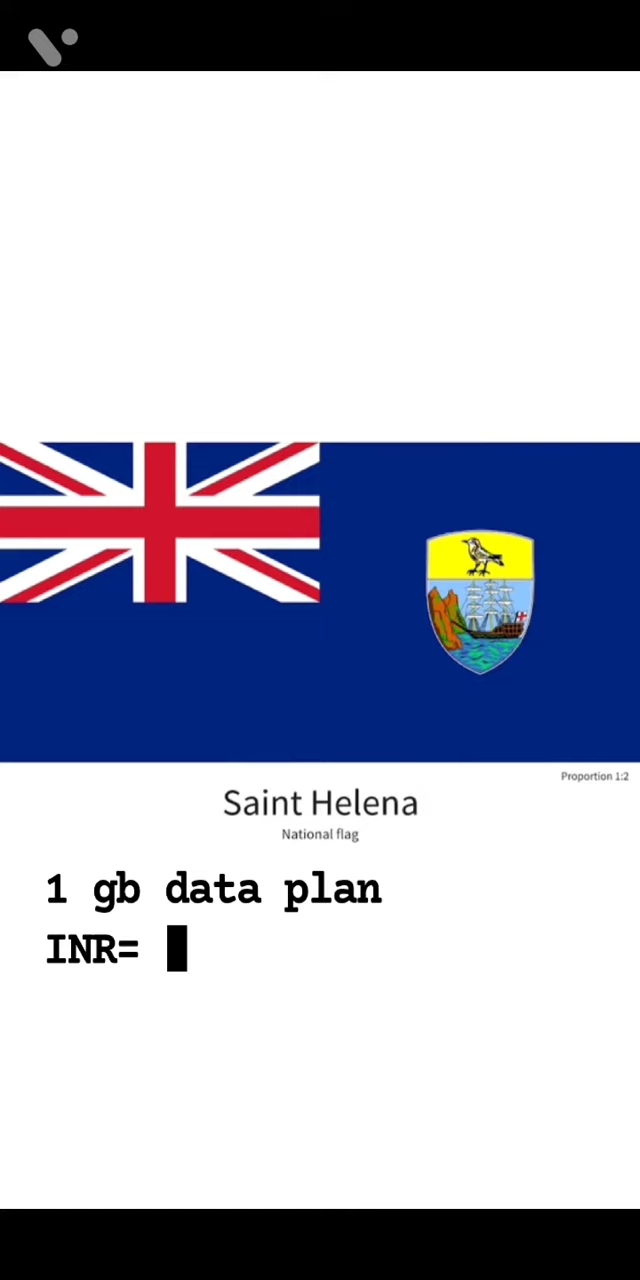 Proportion 1:2
Saint Helena
National flag
1 gb data plan
INR=